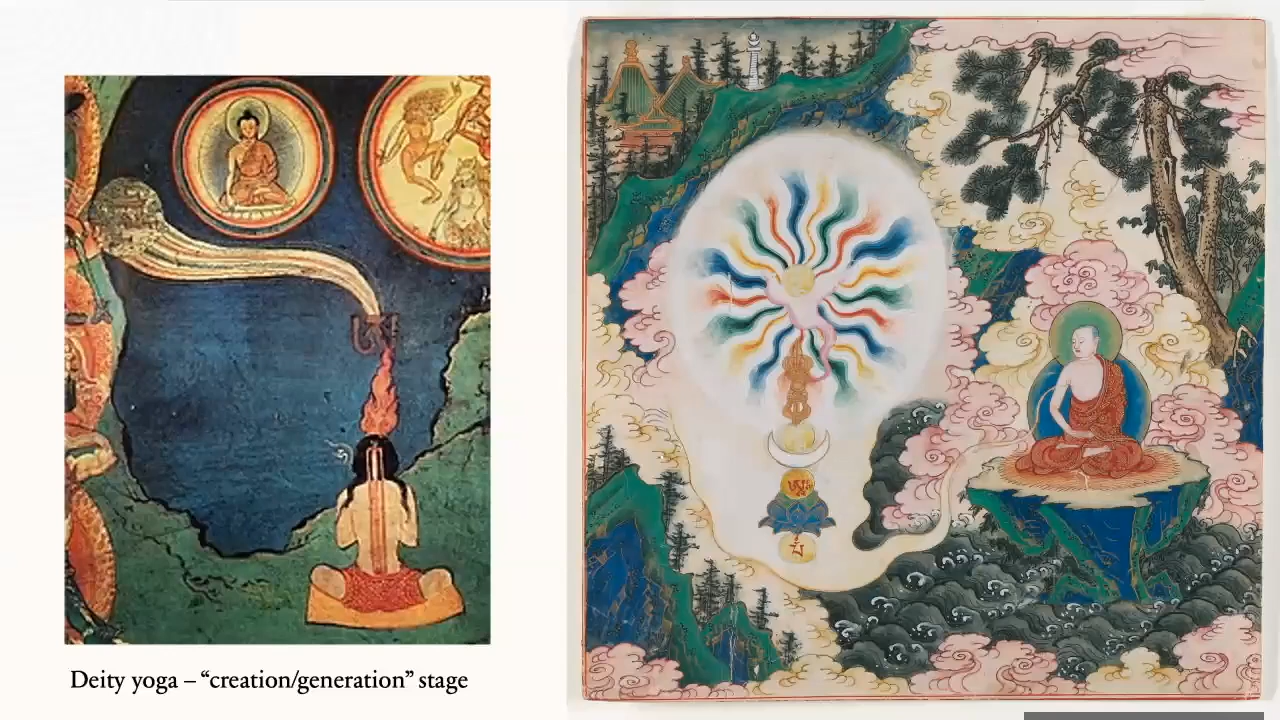 Deity yoga – “creation/generation” stage